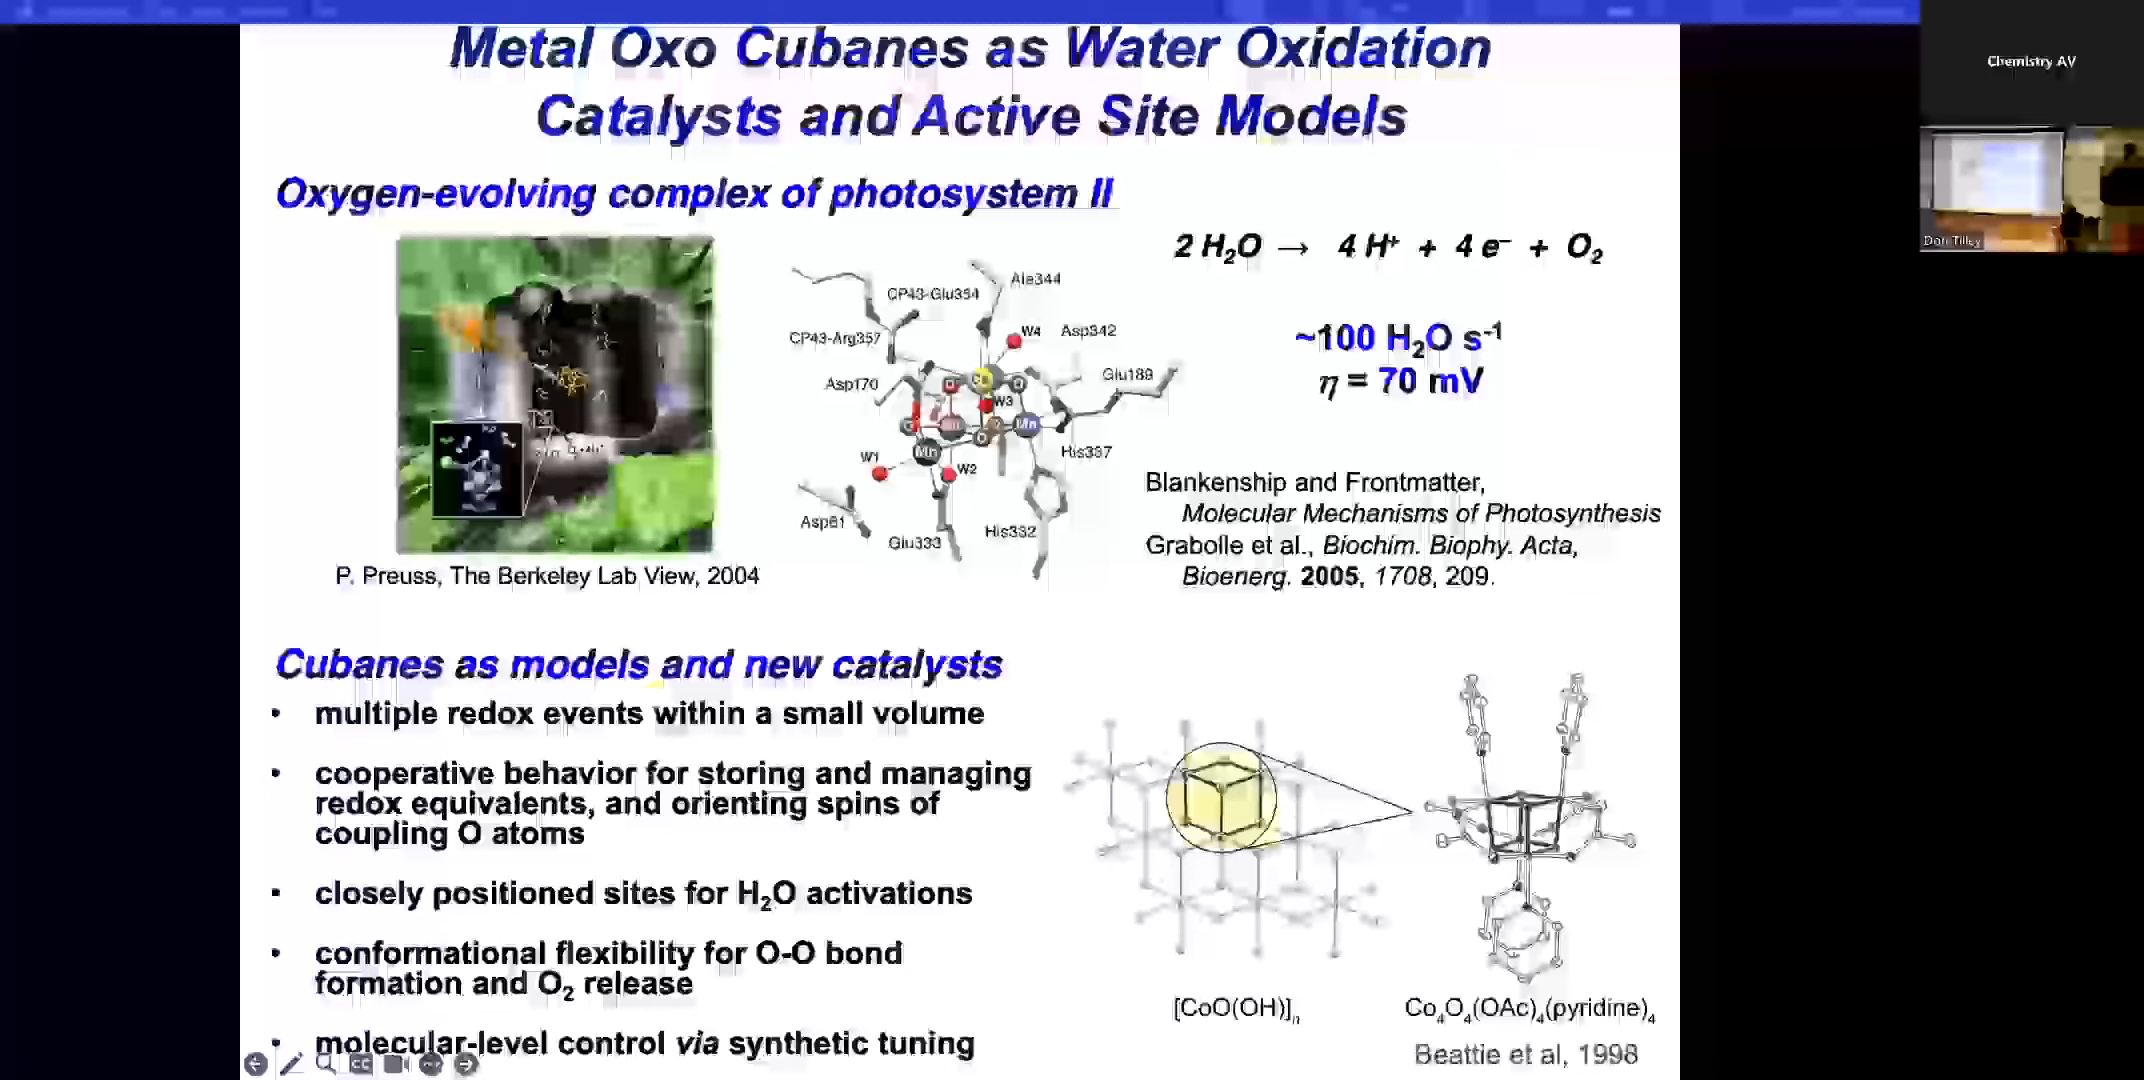 Metal Oxo Cubanes as Water Oxidation
Catalysts and Active Site Models
Chemistry AV
Don Tilley
Oxygen-evolving complex of photosystem II
2 H₂O → 4 H⁺ + 4 e⁻ + O₂
~100 H₂O s⁻¹
η = 70 mV
Ala344
CP43-Glu354
W4
Asp342
CP43-Arg357
Asp170
Glu189
W3
O
O
Mn
Mn
O
His337
W1
W2
Asp61
Glu333
His332
Blankenship and Frontmatter,
Molecular Mechanisms of Photosynthesis
Grabolle et al., Biochim. Biophy. Acta,
Bioenerg. 2005, 1708, 209.
P. Preuss, The Berkeley Lab View, 2004
Cubanes as models and new catalysts
• multiple redox events within a small volume
• cooperative behavior for storing and managing
redox equivalents, and orienting spins of
coupling O atoms
• closely positioned sites for H₂O activations
• conformational flexibility for O-O bond
formation and O₂ release
• molecular-level control via synthetic tuning
[CoO(OH)]ₙ
Co₄O₄(OAc)₄(pyridine)₄
Beattie et al, 1998
CC